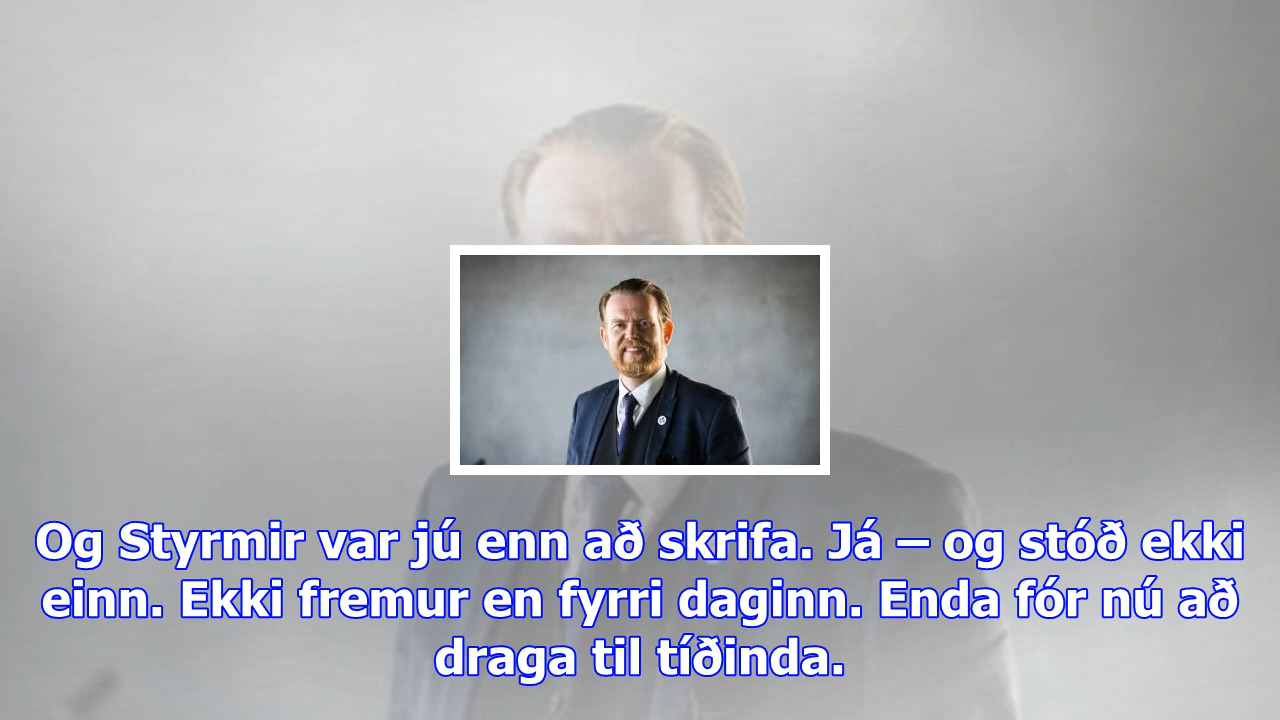 Og Styrmir var jú enn að skrifa. Já – og stóð ekki
einn. Ekki fremur en fyrri daginn. Enda fór nú að
draga til tíðinda.